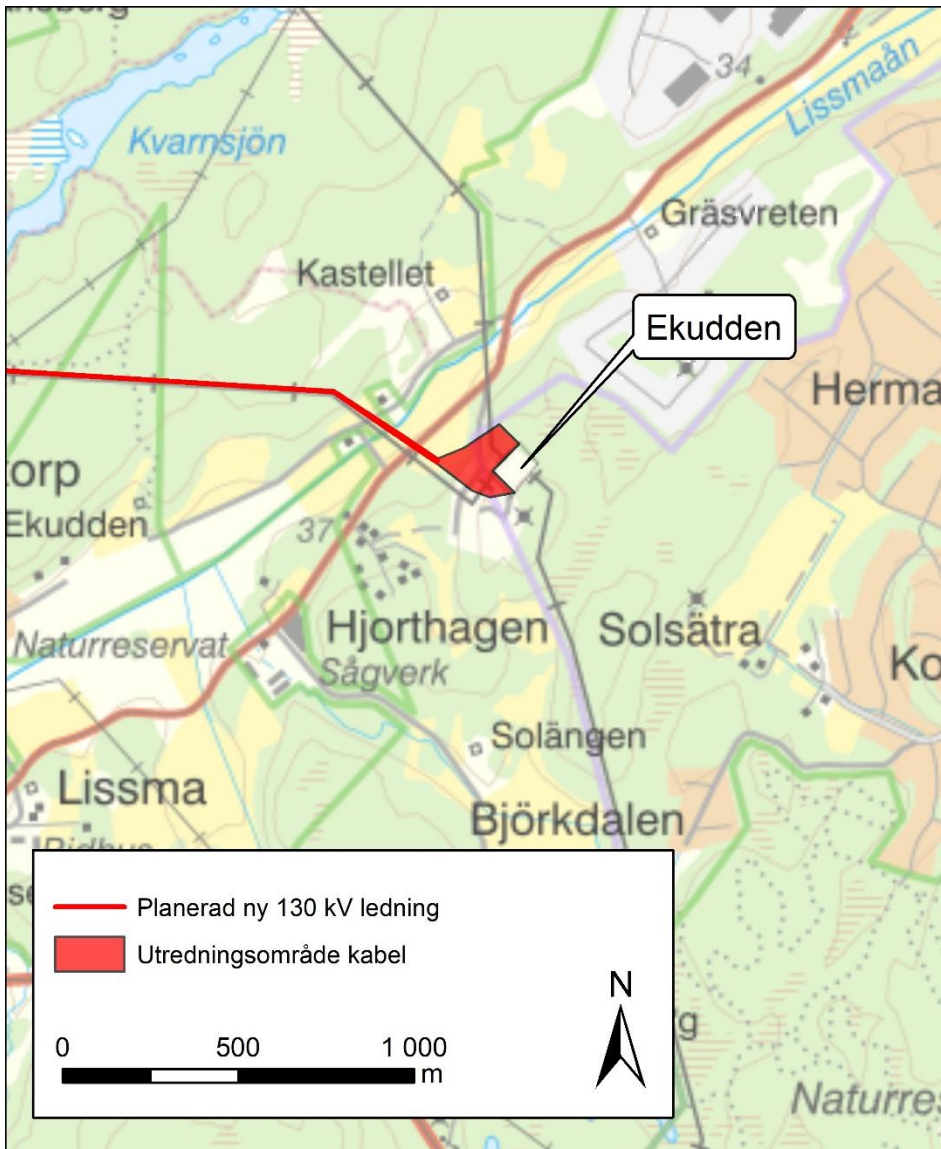 Kvarnsjön
34
Lissmaån
Gräsvreten
Kastellet
Ekudden
Herma
torp
Ekudden
37
Hjorthagen
Solsätra
Ko
Naturreservat
Sågverk
Solängen
Lissma
Björkdalen
Ridhus
Planerad ny 130 kV ledning
Utredningsområde kabel
N
0 500 1 000
m
Naturres